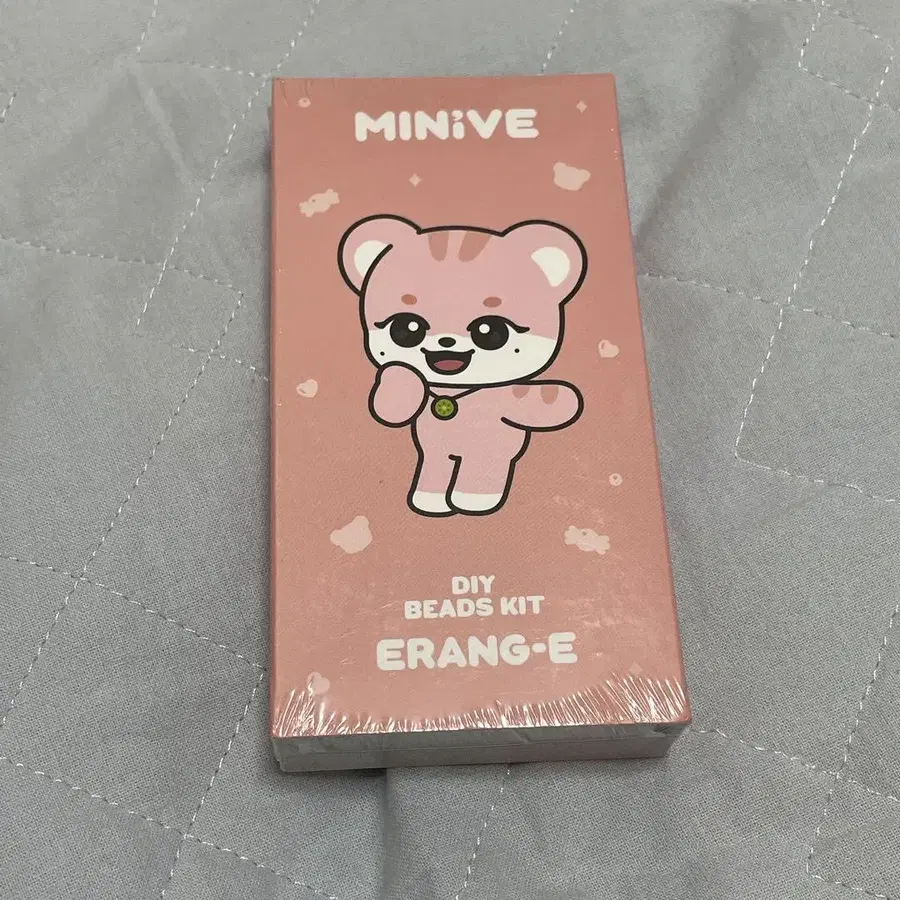 MINiVE
DIY
BEADS KIT
ERANG-E